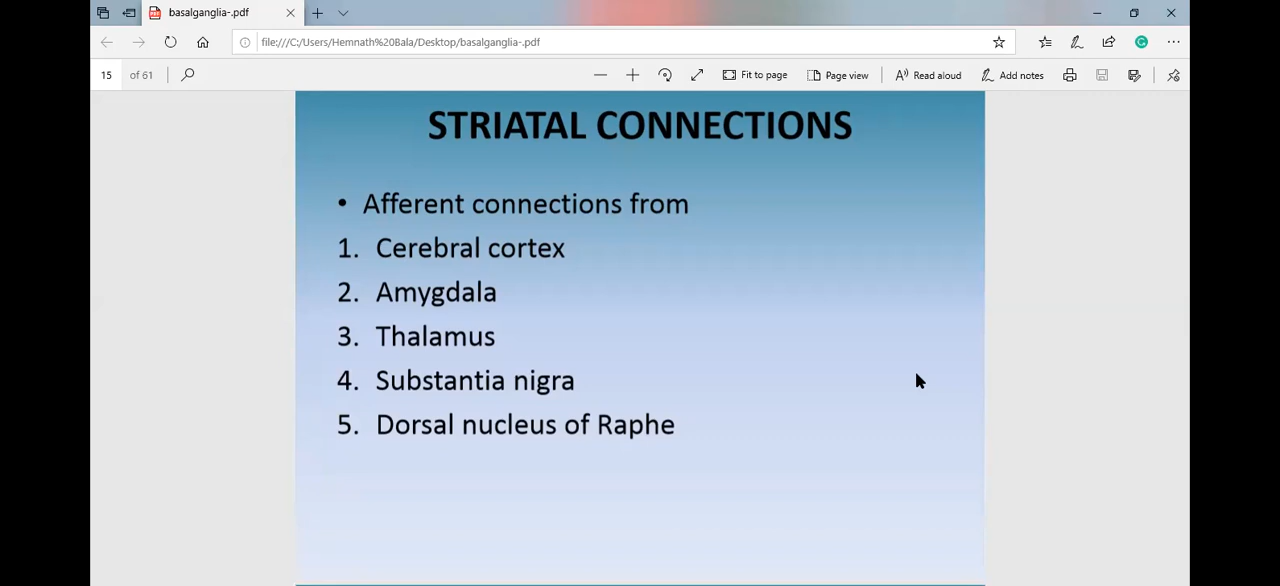 basalganglia-.pdf
file:///C:/Users/Hemnath%20Bala/Desktop/basalganglia-.pdf
15 of 61 Fit to page Page view Read aloud Add notes
STRIATAL CONNECTIONS
• Afferent connections from
1. Cerebral cortex
2. Amygdala
3. Thalamus
4. Substantia nigra
5. Dorsal nucleus of Raphe